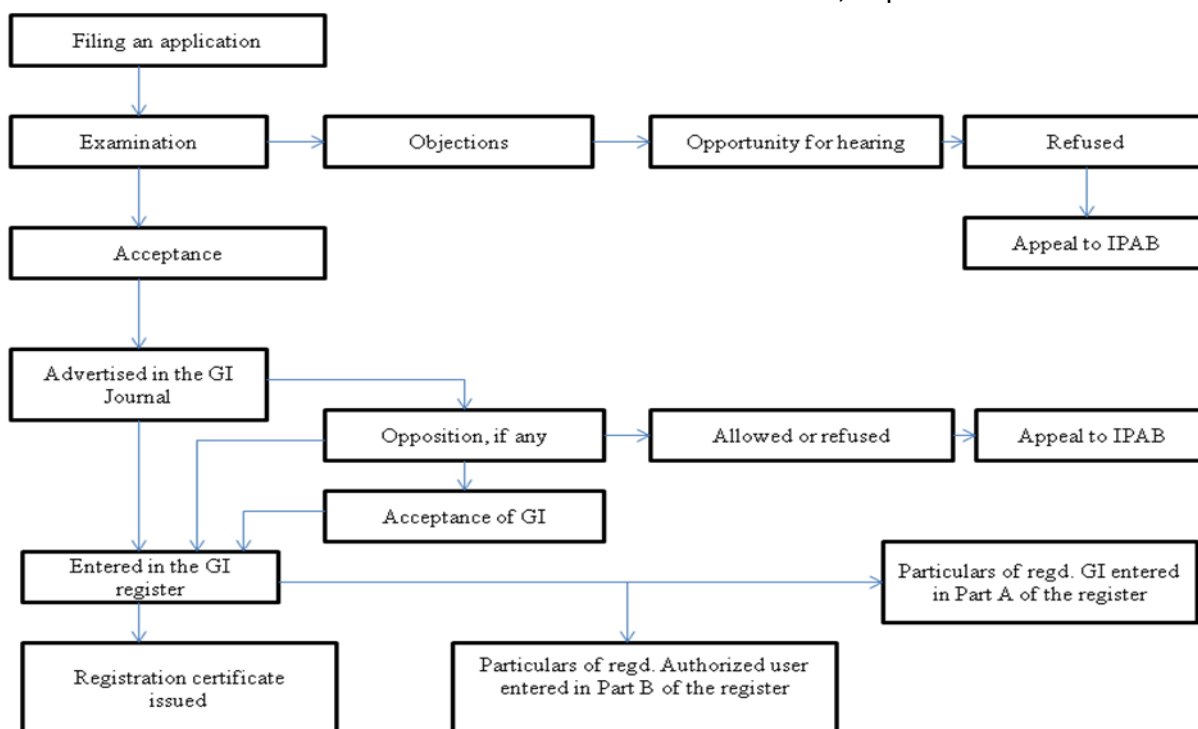 Filing an application
Examination
Objections
Opportunity for hearing
Refused
Acceptance
Appeal to IPAB
Advertised in the GI
Journal
Opposition, if any
Allowed or refused
Appeal to IPAB
Acceptance of GI
Entered in the GI
register
Particulars of regd. GI entered
in Part A of the register
Registration certificate
issued
Particulars of regd. Authorized user
entered in Part B of the register